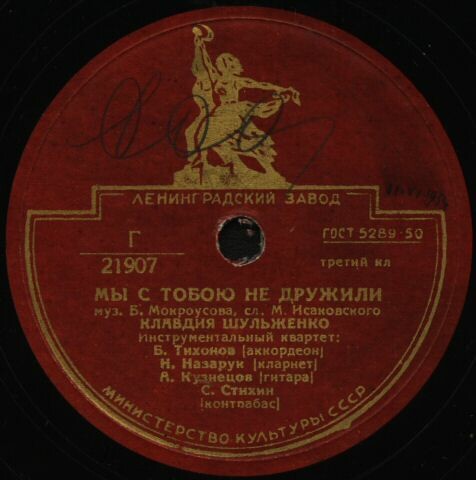 ЛЕНИНГРАДСКИЙ ЗАВОД
Г
21907
ГОСТ 5289-50
третий кл
МЫ С ТОБОЮ НЕ ДРУЖИЛИ
муз. Б. Мокроусова, сл. М. Исаковского
КЛАВДИЯ ШУЛЬЖЕНКО
Инструментальный квартет:
Б. Тихонов (аккордеон)
Н. Назарук (кларнет)
А. Кузнецов (гитара)
С. Стихин
(контрабас)
МИНИСТЕРСТВО КУЛЬТУРЫ СССР